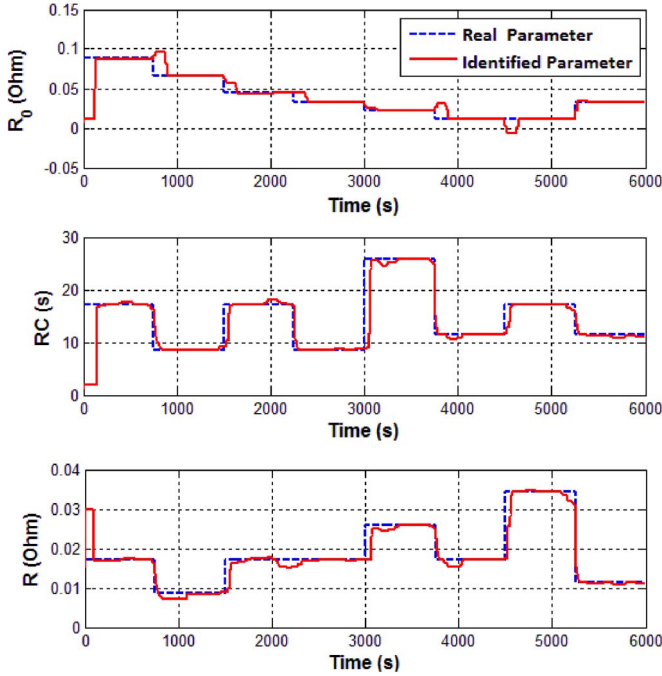 R0 (Ohm)
0.15
0.1
0.05
0
-0.05
Real Parameter
Identified Parameter
0 1000 2000 3000 4000 5000 6000
Time (s)
RC (s)
30
20
10
0
0 1000 2000 3000 4000 5000 6000
Time (s)
R (Ohm)
0.04
0.03
0.02
0.01
0
0 1000 2000 3000 4000 5000 6000
Time (s)